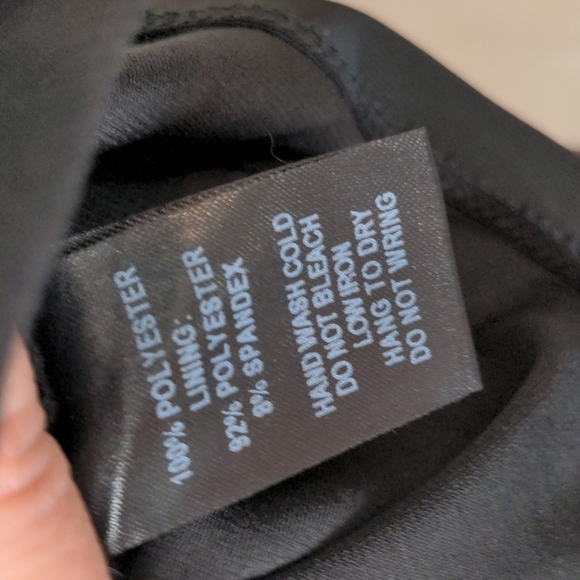 100% POLYESTER
LINING:
92% POLYESTER
8% SPANDEX
HAND WASH COLD
DO NOT BLEACH
LOW IRON
HANG TO DRY
DO NOT WRING